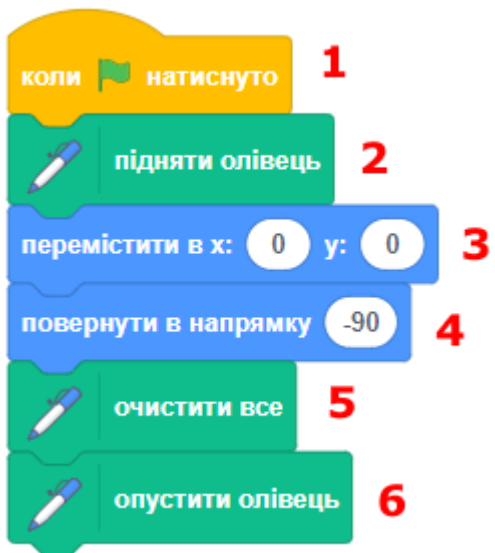 коли натиснуто 1
підняти олівець 2
перемістити в x: 0 y: 0 3
повернути в напрямку -90 4
очистити все 5
опустити олівець 6